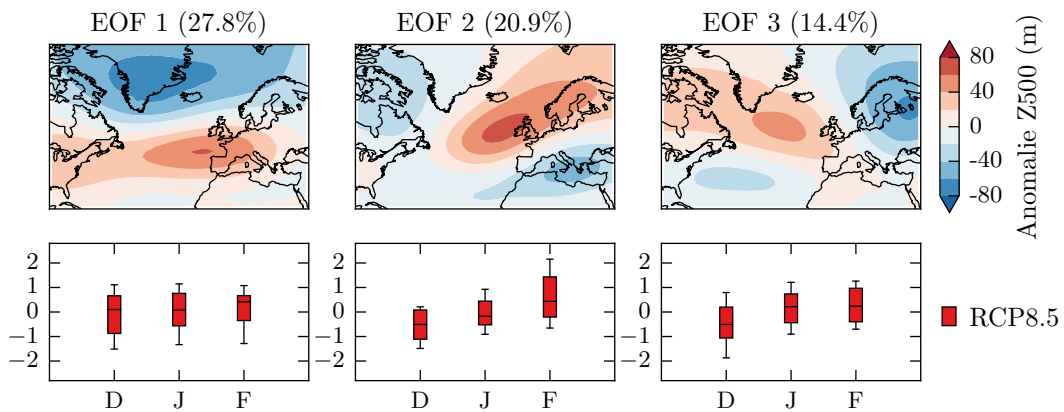 EOF 1 (27.8%) EOF 2 (20.9%) EOF 3 (14.4%)
80
40
0
-40
-80
Anomalie Z500 (m)
2 2 2
1 1 1
0 0 0
−1 −1 −1
−2 −2 −2
D J F D J F D J F
RCP8.5